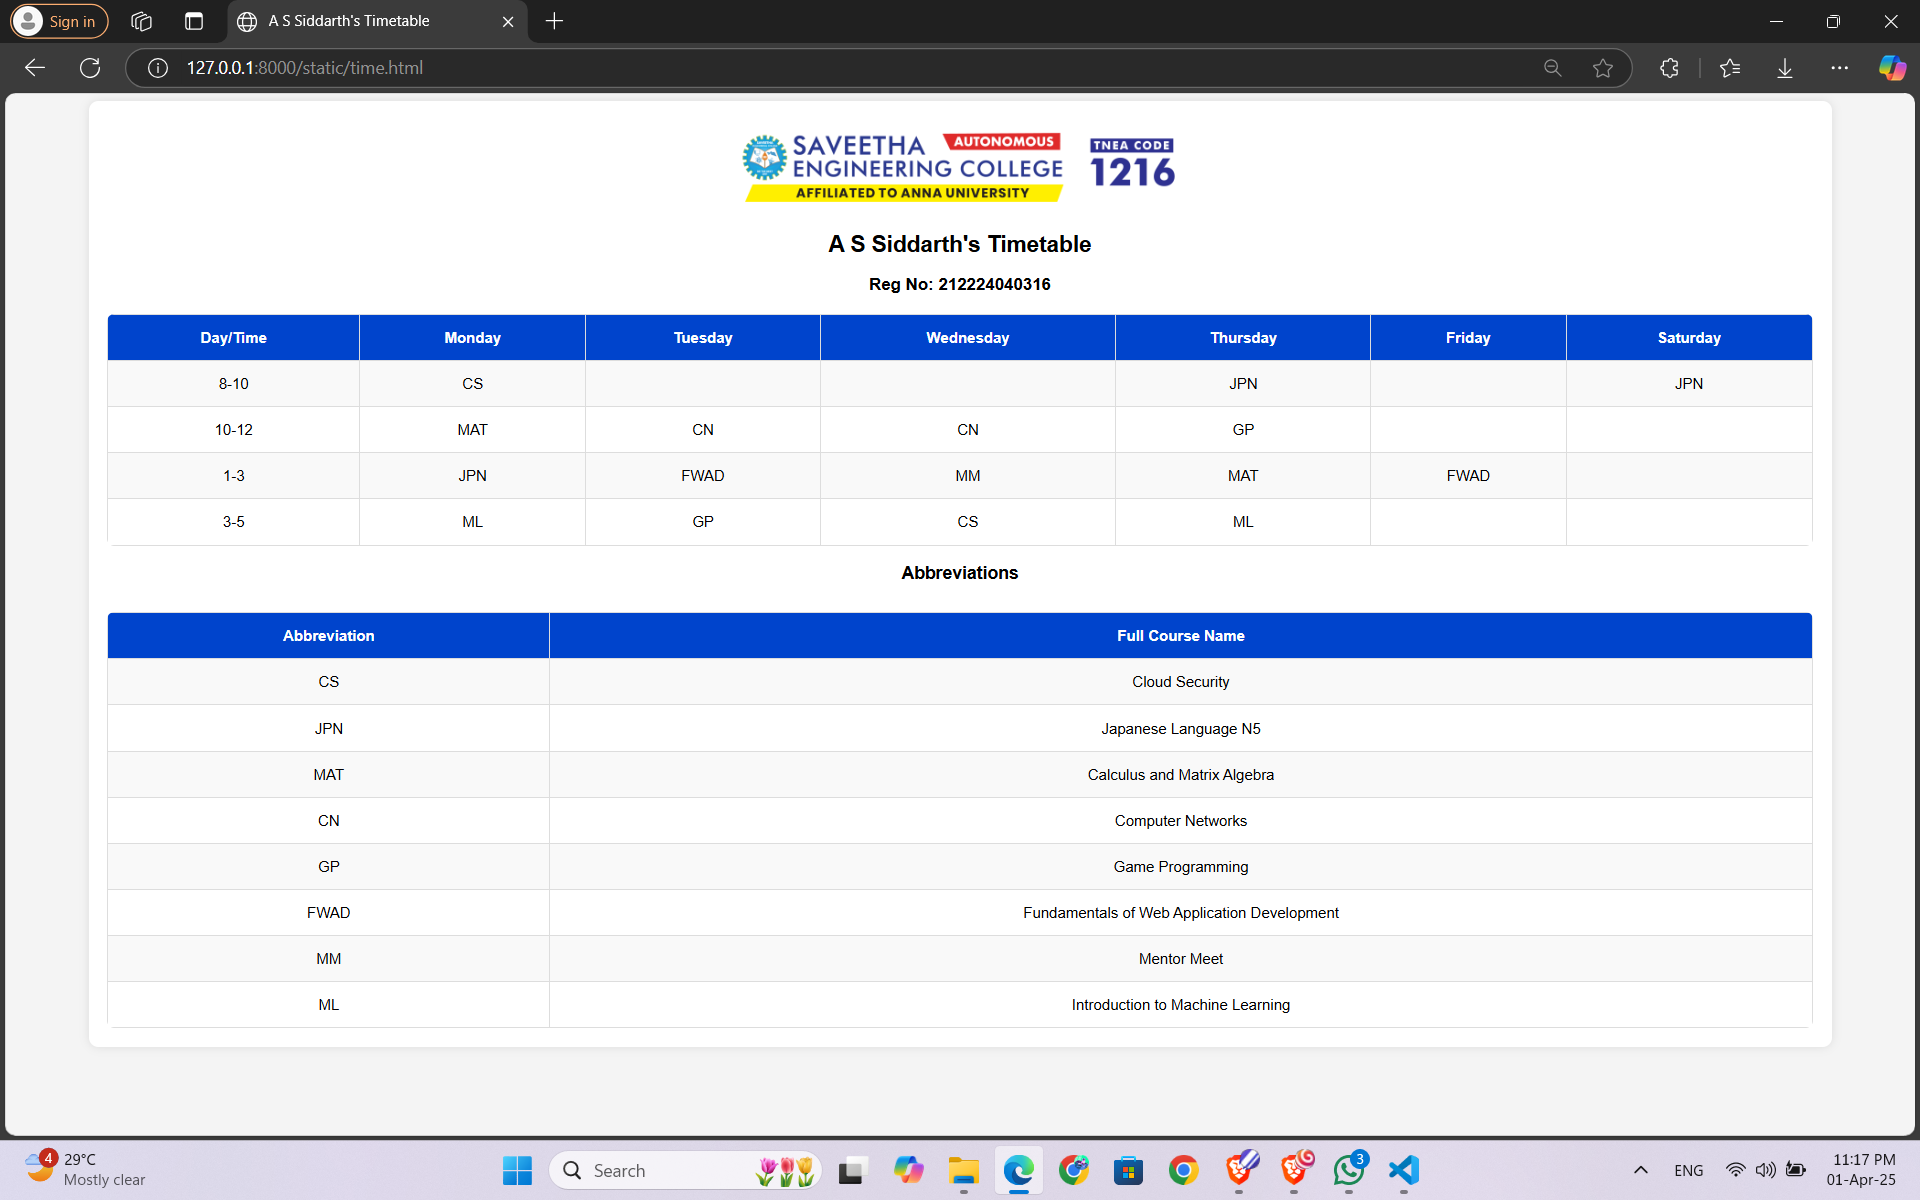 Sign in
A S Siddarth's Timetable
127.0.0.1:8000/static/time.html
SAVEETHA AUTONOMOUS
ENGINEERING COLLEGE
AFFILIATED TO ANNA UNIVERSITY
TNEA CODE
1216
A S Siddarth's Timetable
Reg No: 212224040316
Day/Time Monday Tuesday Wednesday Thursday Friday Saturday
8-10 CS JPN JPN
10-12 MAT CN CN GP
1-3 JPN FWAD MM MAT FWAD
3-5 ML GP CS ML
Abbreviations
Abbreviation Full Course Name
CS Cloud Security
JPN Japanese Language N5
MAT Calculus and Matrix Algebra
CN Computer Networks
GP Game Programming
FWAD Fundamentals of Web Application Development
MM Mentor Meet
ML Introduction to Machine Learning
4
29°C
Mostly clear
Search
3
ENG
11:17 PM
01-Apr-25